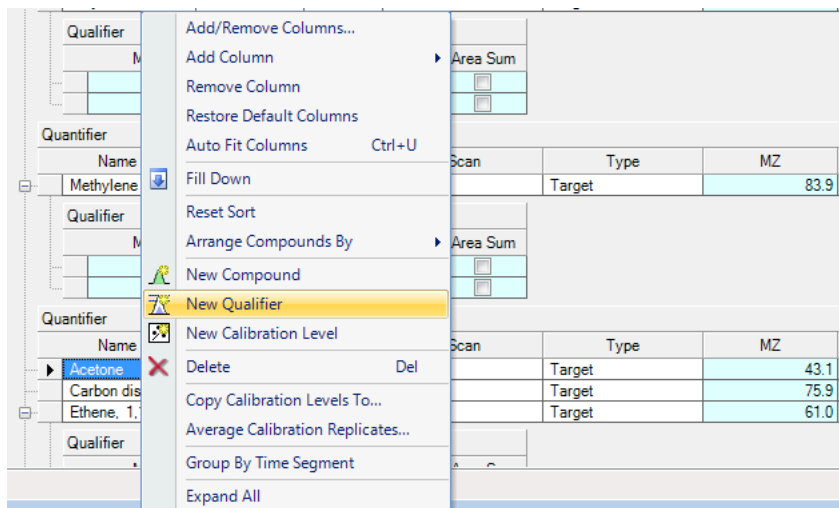 Qualifier
Area Sum
Quantifier
Name Scan Type MZ
Methylene Target 83.9
Qualifier
Area Sum
Quantifier
Name Scan Type MZ
Acetone Target 43.1
Carbon dis Target 75.9
Ethene, 1, Target 61.0
Qualifier
Add/Remove Columns...
Add Column
Remove Column
Restore Default Columns
Auto Fit Columns Ctrl+U
Fill Down
Reset Sort
Arrange Compounds By
New Compound
New Qualifier
New Calibration Level
Delete Del
Copy Calibration Levels To...
Average Calibration Replicates...
Group By Time Segment
Expand All